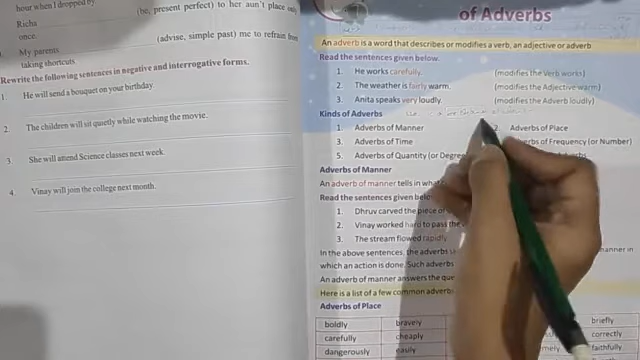 hour when I dropped by
Richa (be, present perfect) to her aun't place only
once.
My parents (advise, simple past) me to refrain from
taking shortcuts
Rewrite the following sentences in negative and interrogative forms.
1. He will send a bouquet on your birthday.
2. The children will sit quietly while watching the movie.
3. She will attend Science classes next week.
4. Vinay will join the college next month.
of Adverbs
An adverb is a word that describes or modifies a verb, an adjective or adverb
Read the sentences given below.
1. He works carefully. (modifies the Verb works)
2. The weather is fairly warm. (modifies the Adjective warm)
3. Anita speaks very loudly. (modifies the Adverb loudly)
Kinds of Adverbs
1. Adverbs of Manner 2. Adverbs of Place
3. Adverbs of Time of Frequency (or Number)
5. Adverbs of Quantity (or
Adverbs of Manner
An adverb of manner tells in
Read the sentences given
1. Dhruv carved the piece of
2. Vinay worked hard to pass the
3. The stream flowed rapidly
In the above sentences, the adverbs manner in
which an action is done. Such adverbs
An adverb of manner answers the
Here is a list of a few common adverbs
Adverbs of Place
boldly bravely briefly
carefully cheaply correctly
dangerously easily faithfully